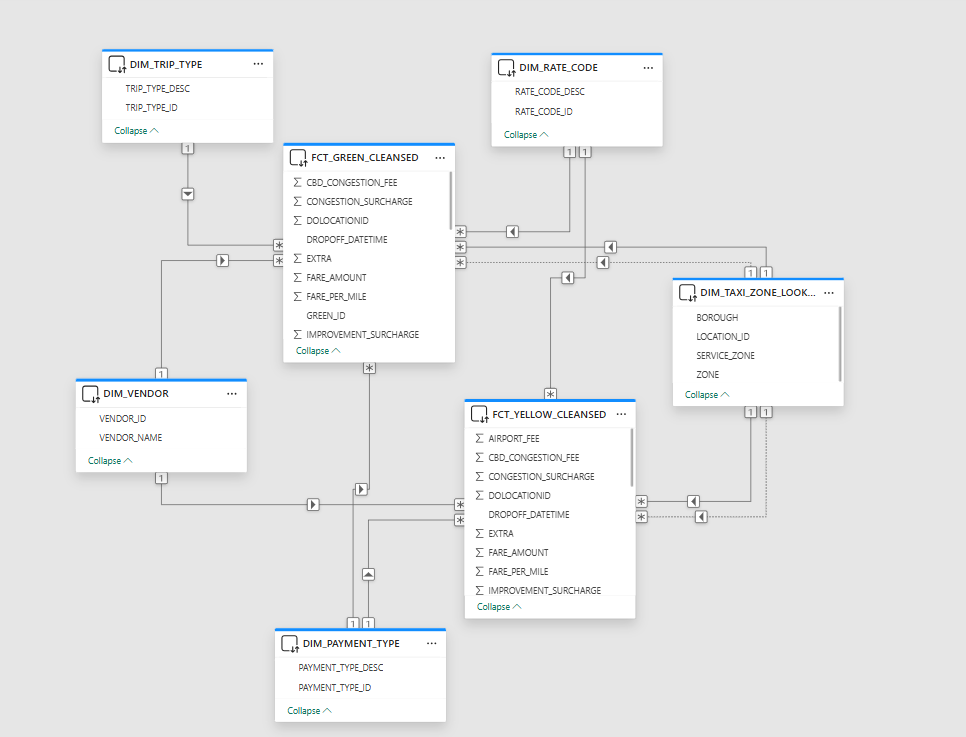 DIM_TRIP_TYPE
TRIP_TYPE_DESC
TRIP_TYPE_ID
Collapse
1
DIM_RATE_CODE
RATE_CODE_DESC
RATE_CODE_ID
Collapse
1 1
FCT_GREEN_CLEANSED
Σ CBD_CONGESTION_FEE
Σ CONGESTION_SURCHARGE
Σ DOLOCATIONID
DROPOFF_DATETIME
Σ EXTRA
Σ FARE_AMOUNT
Σ FARE_PER_MILE
GREEN_ID
Σ IMPROVEMENT_SURCHARGE
Collapse
* * * * * *
1 1
DIM_TAXI_ZONE_LOOK...
BOROUGH
LOCATION_ID
SERVICE_ZONE
ZONE
Collapse
1 1
1
DIM_VENDOR
VENDOR_ID
VENDOR_NAME
Collapse
1
*
FCT_YELLOW_CLEANSED
Σ AIRPORT_FEE
Σ CBD_CONGESTION_FEE
Σ CONGESTION_SURCHARGE
Σ DOLOCATIONID
DROPOFF_DATETIME
Σ EXTRA
Σ FARE_AMOUNT
Σ FARE_PER_MILE
Σ IMPROVEMENT_SURCHARGE
Collapse
* * * *
1 1
DIM_PAYMENT_TYPE
PAYMENT_TYPE_DESC
PAYMENT_TYPE_ID
Collapse